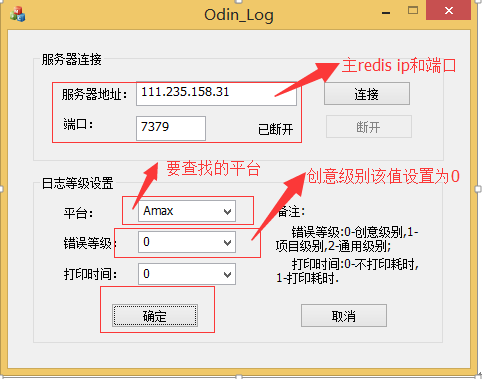 Odin_Log
服务器连接
主redis ip和端口
服务器地址: 111.235.158.31
连接
端口: 7379
已断开
断开
要查找的平台
创意级别该值设置为0
日志等级设置
平台: Amax
备注:
错误等级: 0
错误等级:0-创意级别,1-
项目级别,2-通用级别;
打印时间: 0
打印时间:0-不打印耗时,
1-打印耗时.
确定
取消